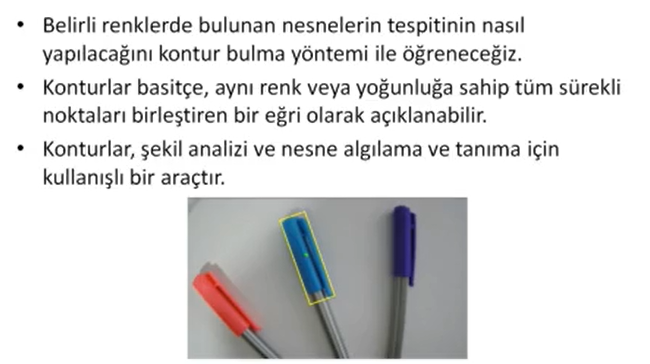 • Belirli renklerde bulunan nesnelerin tespitinin nasıl
yapılacağını kontur bulma yöntemi ile öğreneceğiz.
• Konturlar basitçe, aynı renk veya yoğunluğa sahip tüm sürekli
noktaları birleştiren bir eğri olarak açıklanabilir.
• Konturlar, şekil analizi ve nesne algılama ve tanıma için
kullanışlı bir araçtır.